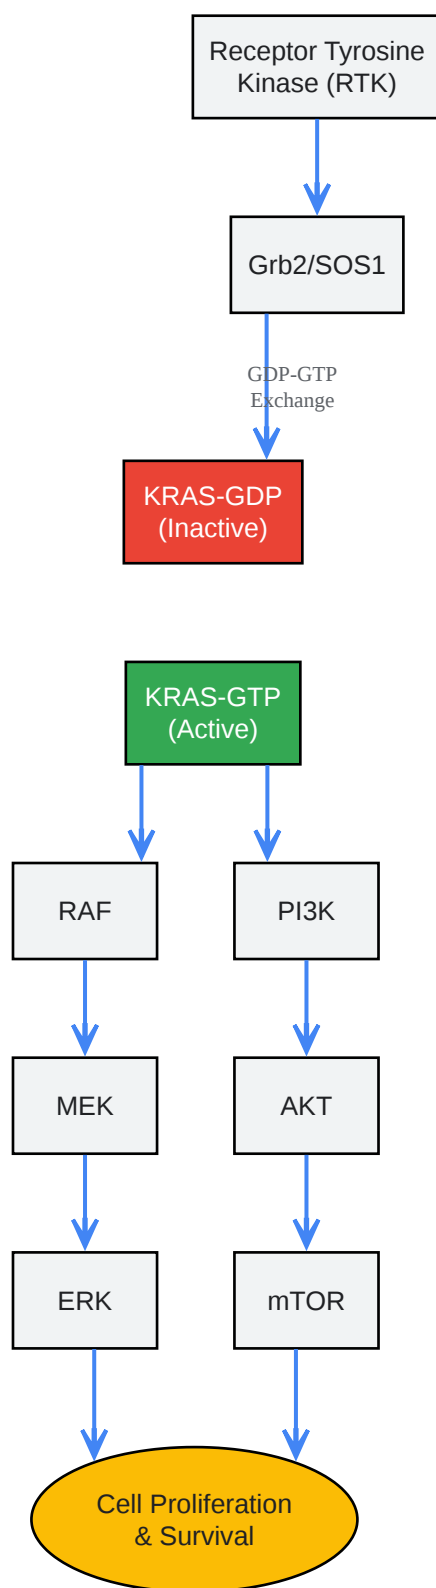 Receptor Tyrosine
Kinase (RTK)
Grb2/SOS1
GDP-GTP
Exchange
KRAS-GDP
(Inactive)
KRAS-GTP
(Active)
RAF
PI3K
MEK
AKT
ERK
mTOR
Cell Proliferation
& Survival